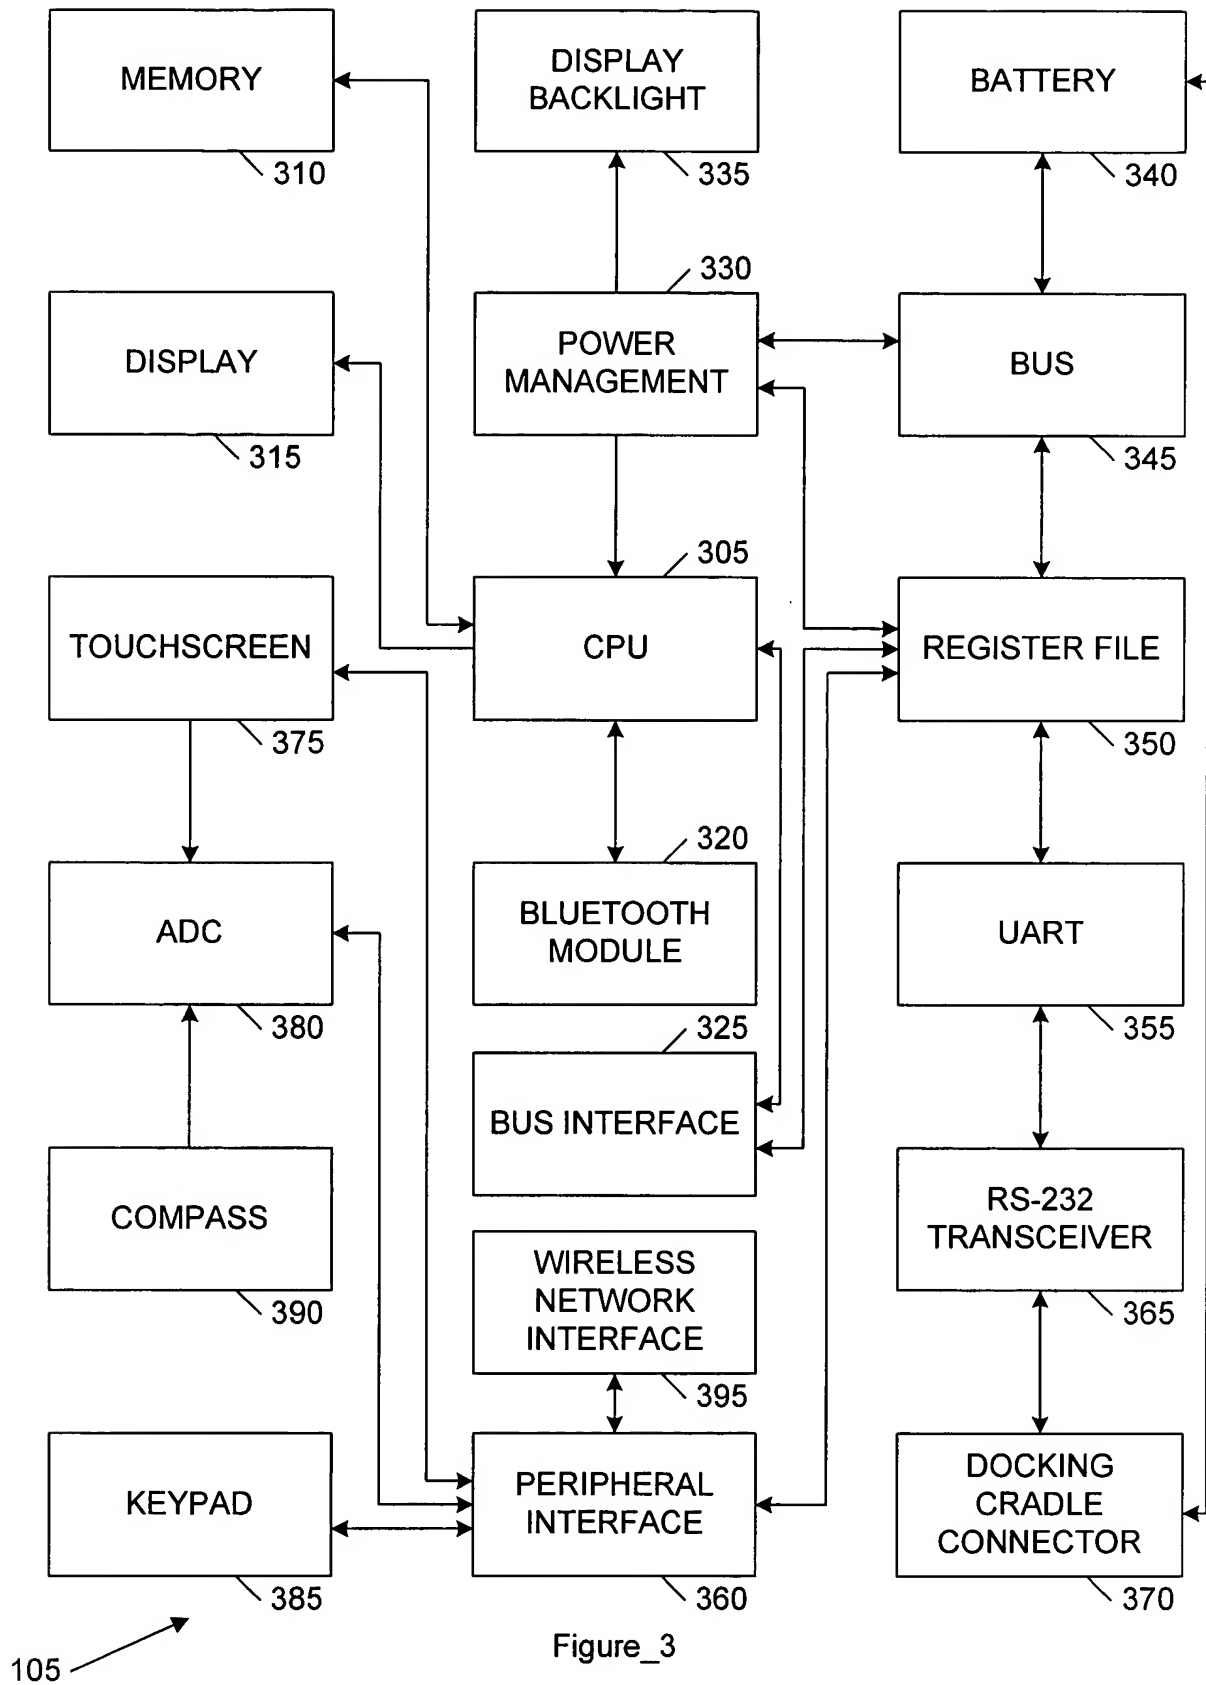 MEMORY
310
DISPLAY
BACKLIGHT
335
BATTERY
340
DISPLAY
315
330
POWER
MANAGEMENT
BUS
345
TOUCHSCREEN
375
305
CPU
REGISTER FILE
350
ADC
380
320
BLUETOOTH
MODULE
UART
355
325
BUS INTERFACE
COMPASS
390
WIRELESS
NETWORK
INTERFACE
395
RS-232
TRANSCEIVER
365
KEYPAD
385
PERIPHERAL
INTERFACE
360
DOCKING
CRADLE
CONNECTOR
370
105
Figure_3